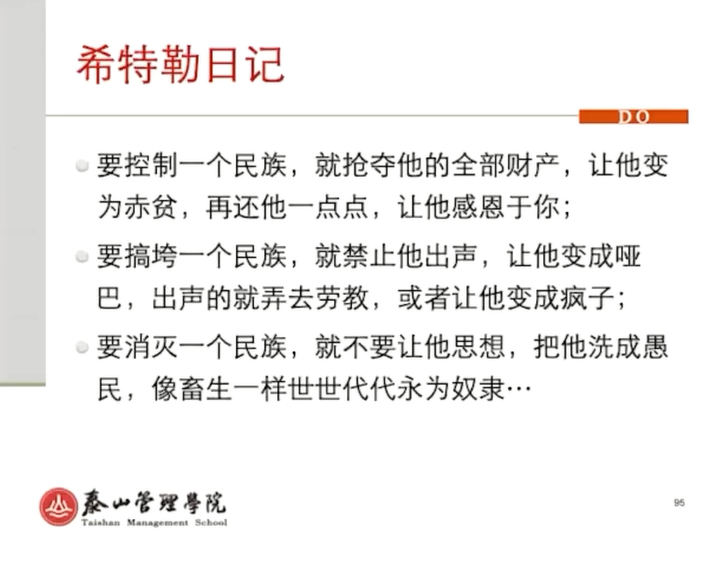 希特勒日记
DO
要控制一个民族，就抢夺他的全部财产，让他变
为赤贫，再还他一点点，让他感恩于你；
要搞垮一个民族，就禁止他出声，让他变成哑
巴，出声的就弄去劳教，或者让他变成疯子；
要消灭一个民族，就不要让他思想，把他洗成愚
民，像畜生一样世世代代永为奴隶…
泰山管理學院
Taishan Management School
95